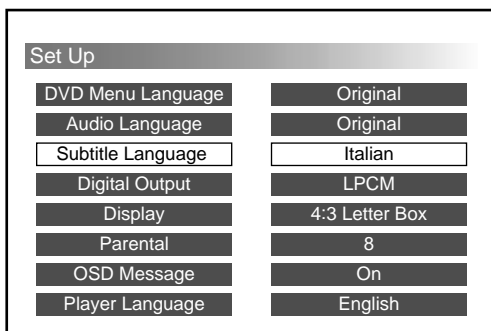 Set Up
DVD Menu Language Original
Audio Language Original
Subtitle Language Italian
Digital Output LPCM
Display 4:3 Letter Box
Parental 8
OSD Message On
Player Language English